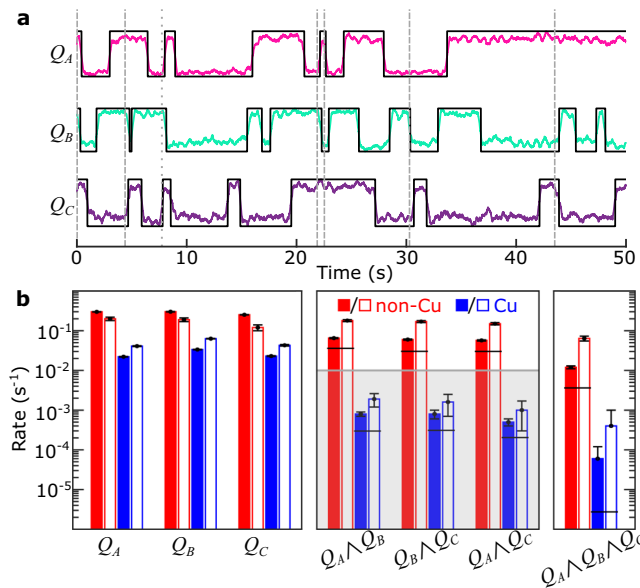 a
Q_A
Q_B
Q_C
0 10 20 30 40 50
Time (s)
b
/ non-Cu / Cu
Rate (s⁻¹)
10⁻¹
10⁻²
10⁻³
10⁻⁴
10⁻⁵
Q_A Q_B Q_C Q_A∧Q_B Q_B∧Q_C Q_A∧Q_C Q_A∧Q_B∧Q_C